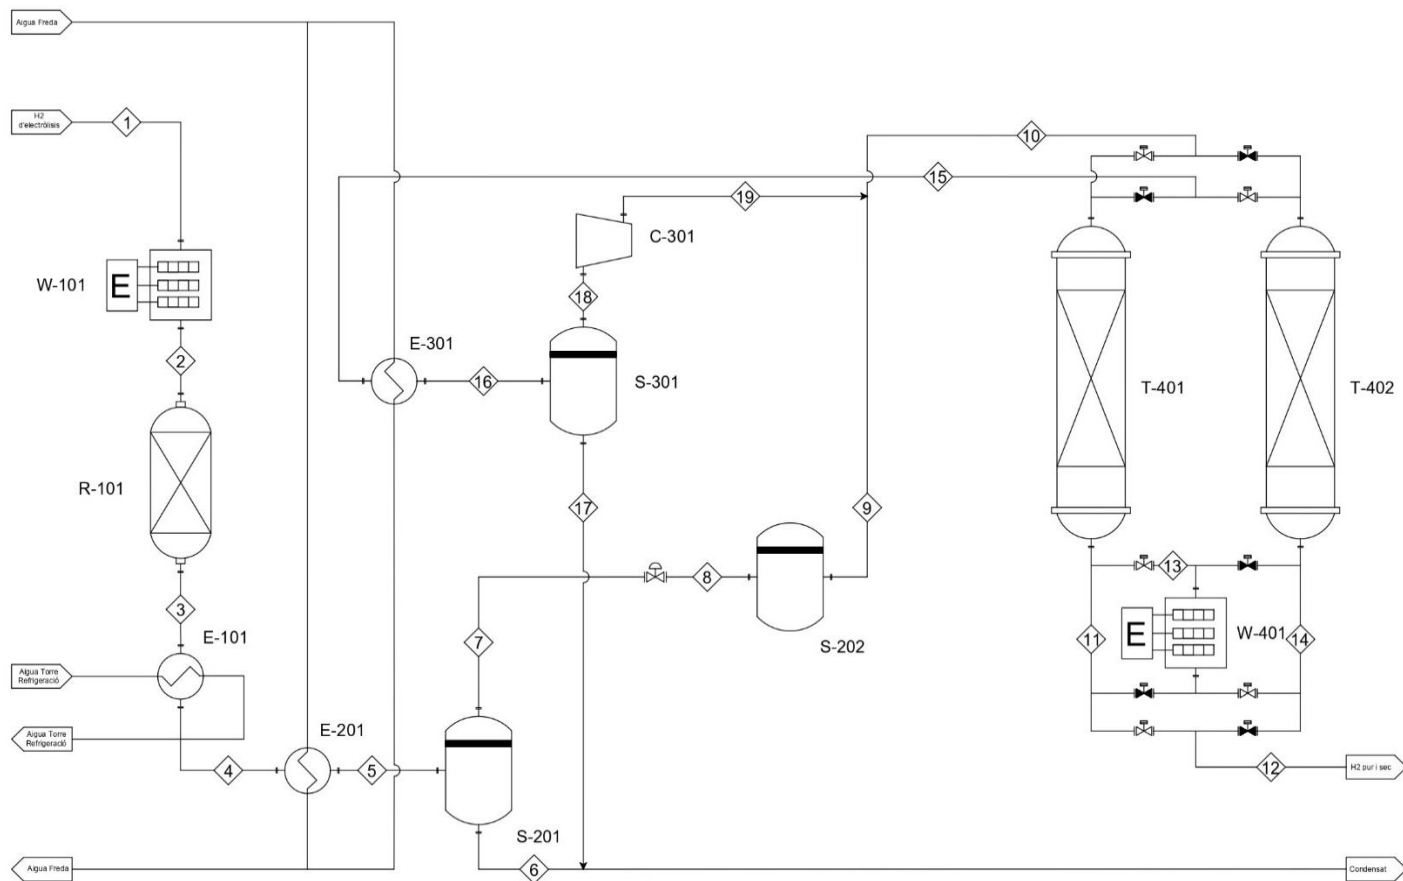 Aigua Freda
H2
d'electròlisis
1
10
15
19
C-301
W-101
E
18
2
E-301
16
S-301
T-401
T-402
R-101
17
9
13
8
3
E-101
7
S-202
11
E
W-401
14
Aigua Torre
Refrigeració
Aigua Torre
Refrigeració
E-201
4
5
12
H2 pur i sec
S-201
Aigua Freda
6
Condensat